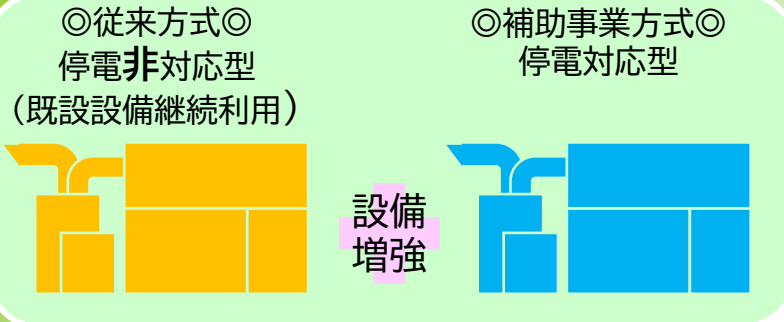 ◎従来方式◎
停電非対応型
（既設設備継続利用）
設備
増強
◎補助事業方式◎
停電対応型